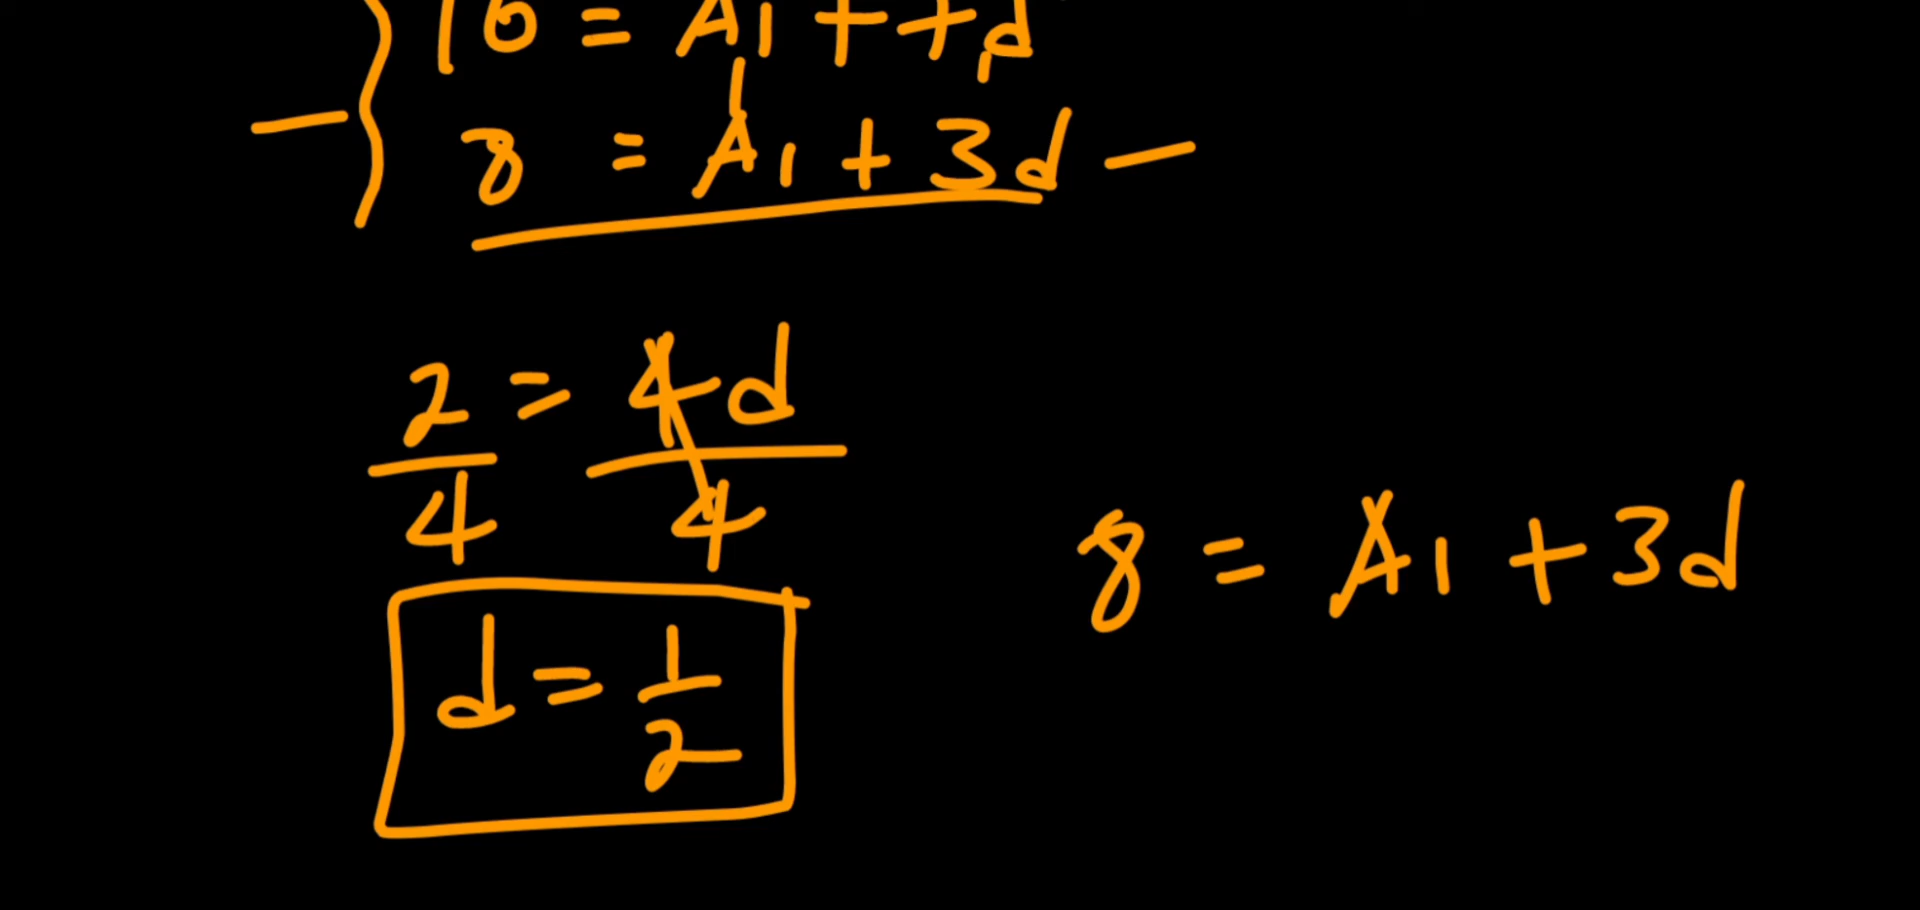 10 = A1 + 7d
8 = A1 + 3d
2/4 = 4d/4
8 = A1 + 3d
d = 1/2